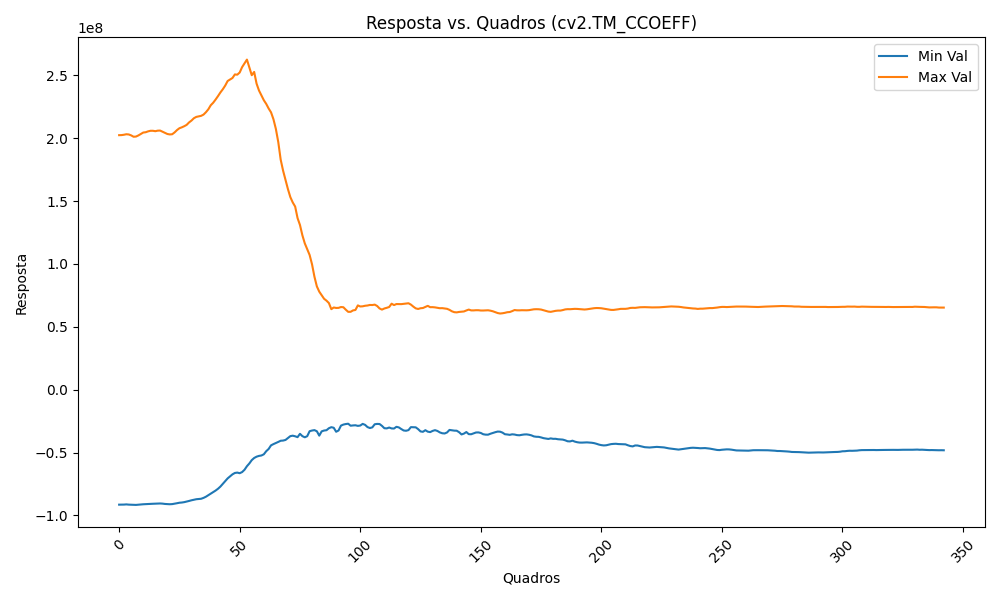 Resposta vs. Quadros (cv2.TM_CCOEFF)
1e8
Min Val
Max Val
2.5
2.0
1.5
1.0
0.5
0.0
−0.5
−1.0
Resposta
0
50
100
150
200
250
300
350
Quadros